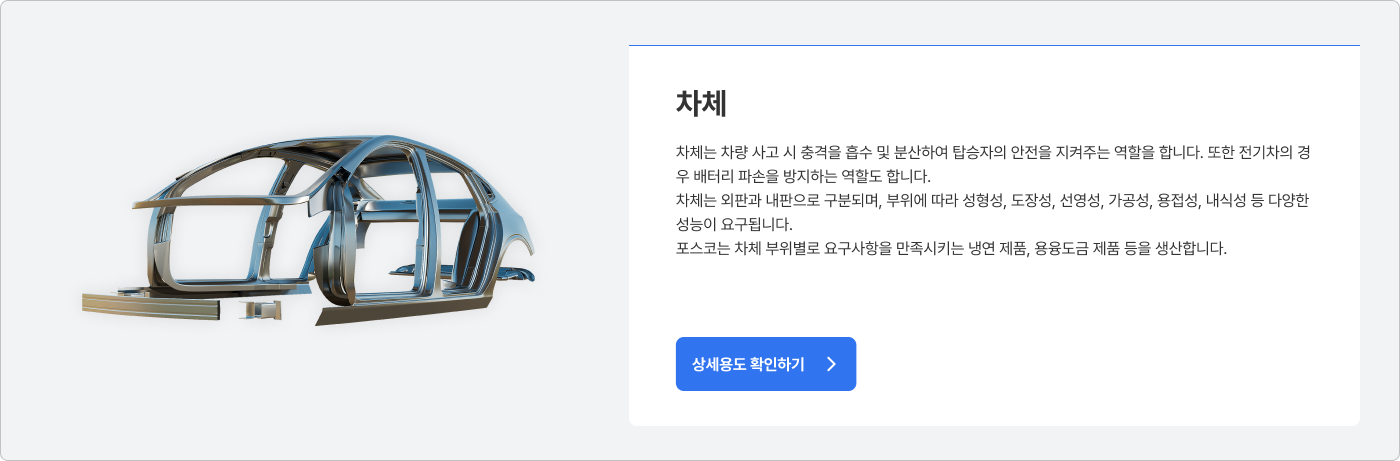 차체
차체는 차량 사고 시 충격을 흡수 및 분산하여 탑승자의 안전을 지켜주는 역할을 합니다. 또한 전기차의 경
우 배터리 파손을 방지하는 역할도 합니다.
차체는 외판과 내판으로 구분되며, 부위에 따라 성형성, 도장성, 선영성, 가공성, 용접성, 내식성 등 다양한
성능이 요구됩니다.
포스코는 차체 부위별로 요구사항을 만족시키는 냉연 제품, 용융도금 제품 등을 생산합니다.
상세용도 확인하기